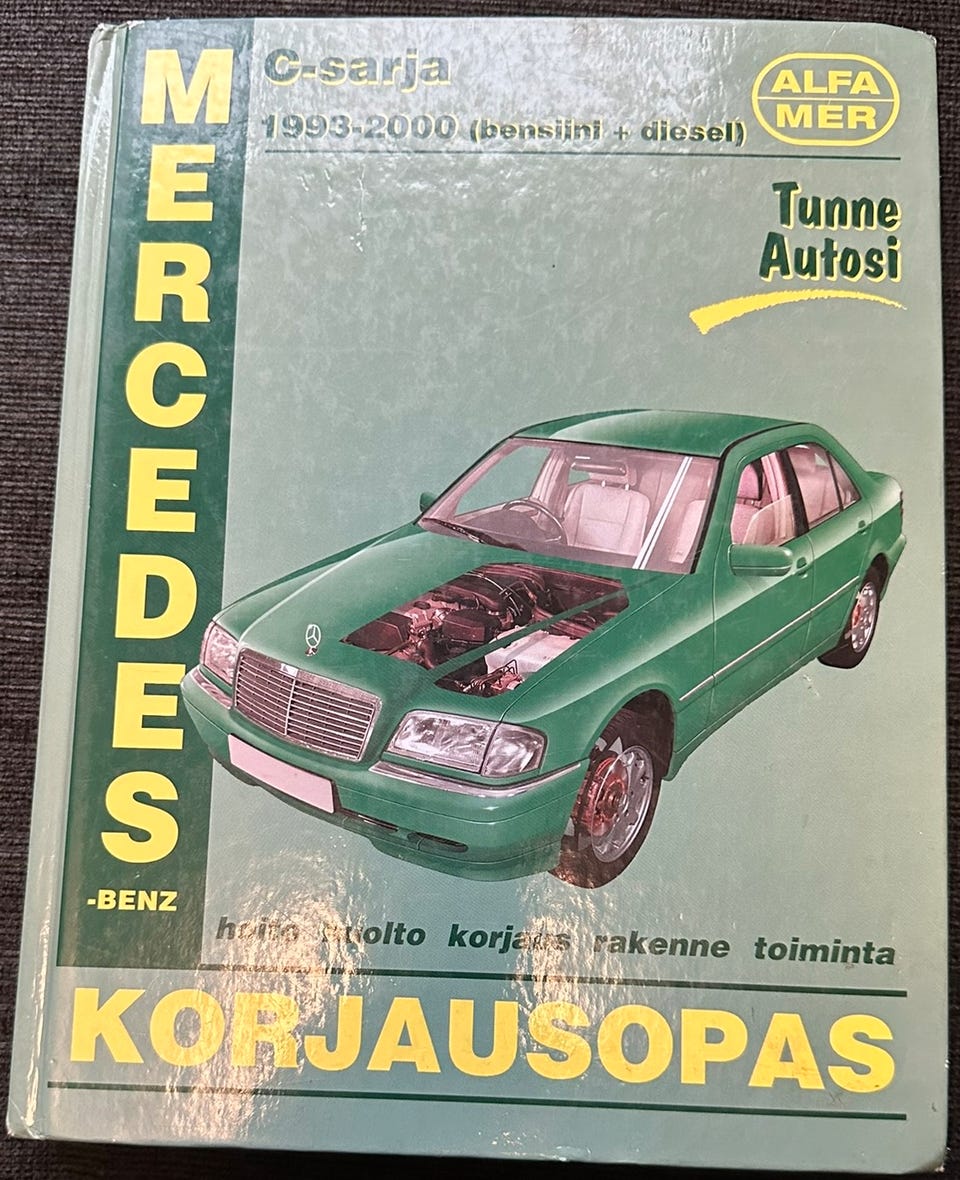 MERCEDES
-BENZ
C-sarja
1993-2000 (bensiini + diesel)
ALFA
MER
Tunne
Autosi
hoito huolto korjaus rakenne toiminta
KORJAUSOPAS